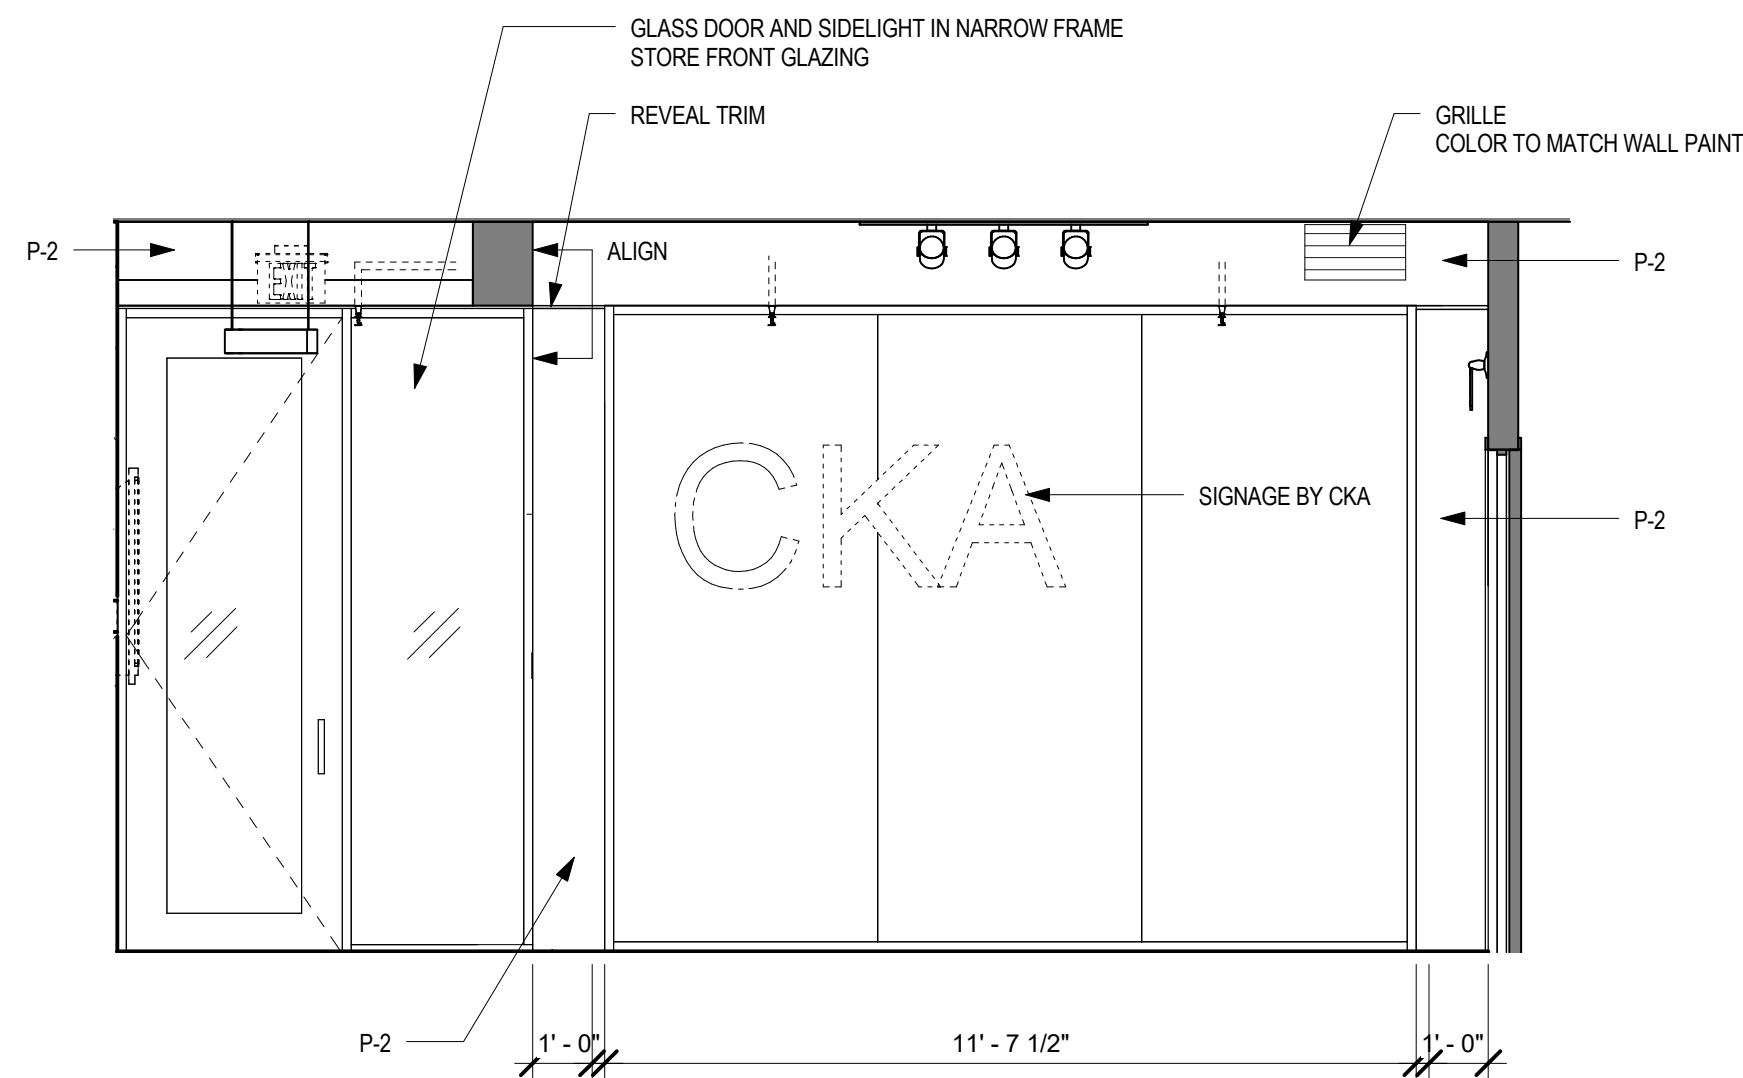 GLASS DOOR AND SIDELIGHT IN NARROW FRAME
STORE FRONT GLAZING
REVEAL TRIM
GRILLE
COLOR TO MATCH WALL PAINT
P-2
EXIT
ALIGN
P-2
CKA
SIGNAGE BY CKA
P-2
P-2
1' - 0"
11' - 7 1/2"
1' - 0"